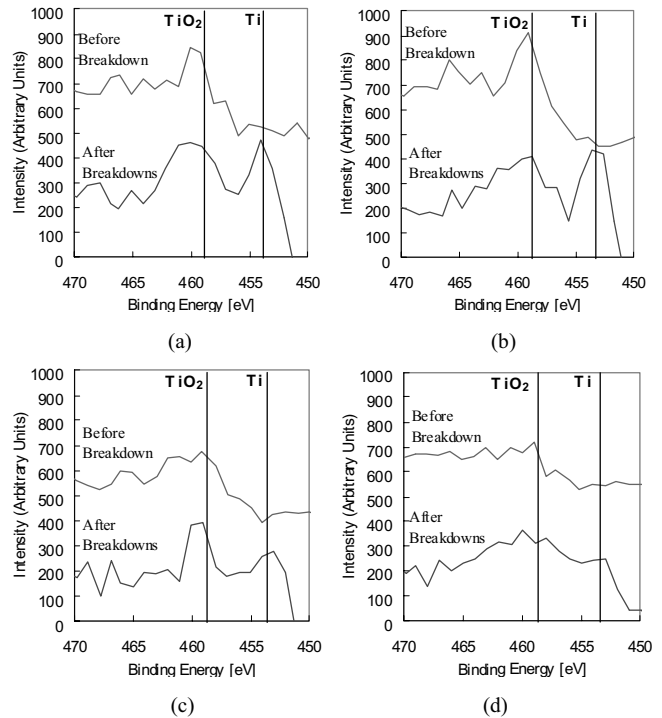 TiO2 Ti
1000
900
800
700
600
500
400
300
200
100
0
Intensity (Arbitrary Units)
Before
Breakdown
After
Breakdowns
470 465 460 455 450
Binding Energy [eV]
(a)
TiO2 Ti
1000
900
800
700
600
500
400
300
200
100
0
Intensity (Arbitrary Units)
Before
Breakdown
After
Breakdowns
470 465 460 455 450
Binding Energy [eV]
(b)
TiO2 Ti
1000
900
800
700
600
500
400
300
200
100
0
Intensity (Arbitrary Units)
Before
Breakdown
After
Breakdowns
470 465 460 455 450
Binding Energy [eV]
(c)
TiO2 Ti
1000
900
800
700
600
500
400
300
200
100
0
Intensity (Arbitrary Units)
Before
Breakdown
After
Breakdowns
470 465 460 455 450
Binding Energy [eV]
(d)